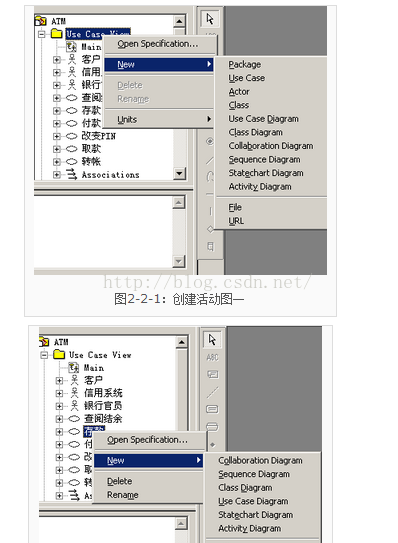 ATM
Use Case View
Main
客户
信用
银行
查阅
存款
付款
改变PIN
取款
转帐
Associations
Open Specification...
New
Delete
Rename
Units
Package
Use Case
Actor
Class
Use Case Diagram
Class Diagram
Collaboration Diagram
Sequence Diagram
Statechart Diagram
Activity Diagram
File
URL
http://blog.csdn.net/
图2-2-1：创建活动图一
ATM
Use Case View
Main
客户
信用系统
银行官员
查阅结余
存款
付
改
取
转
As
ABC
Open Specification...
New
Delete
Rename
Collaboration Diagram
Sequence Diagram
Class Diagram
Use Case Diagram
Statechart Diagram
Activity Diagram